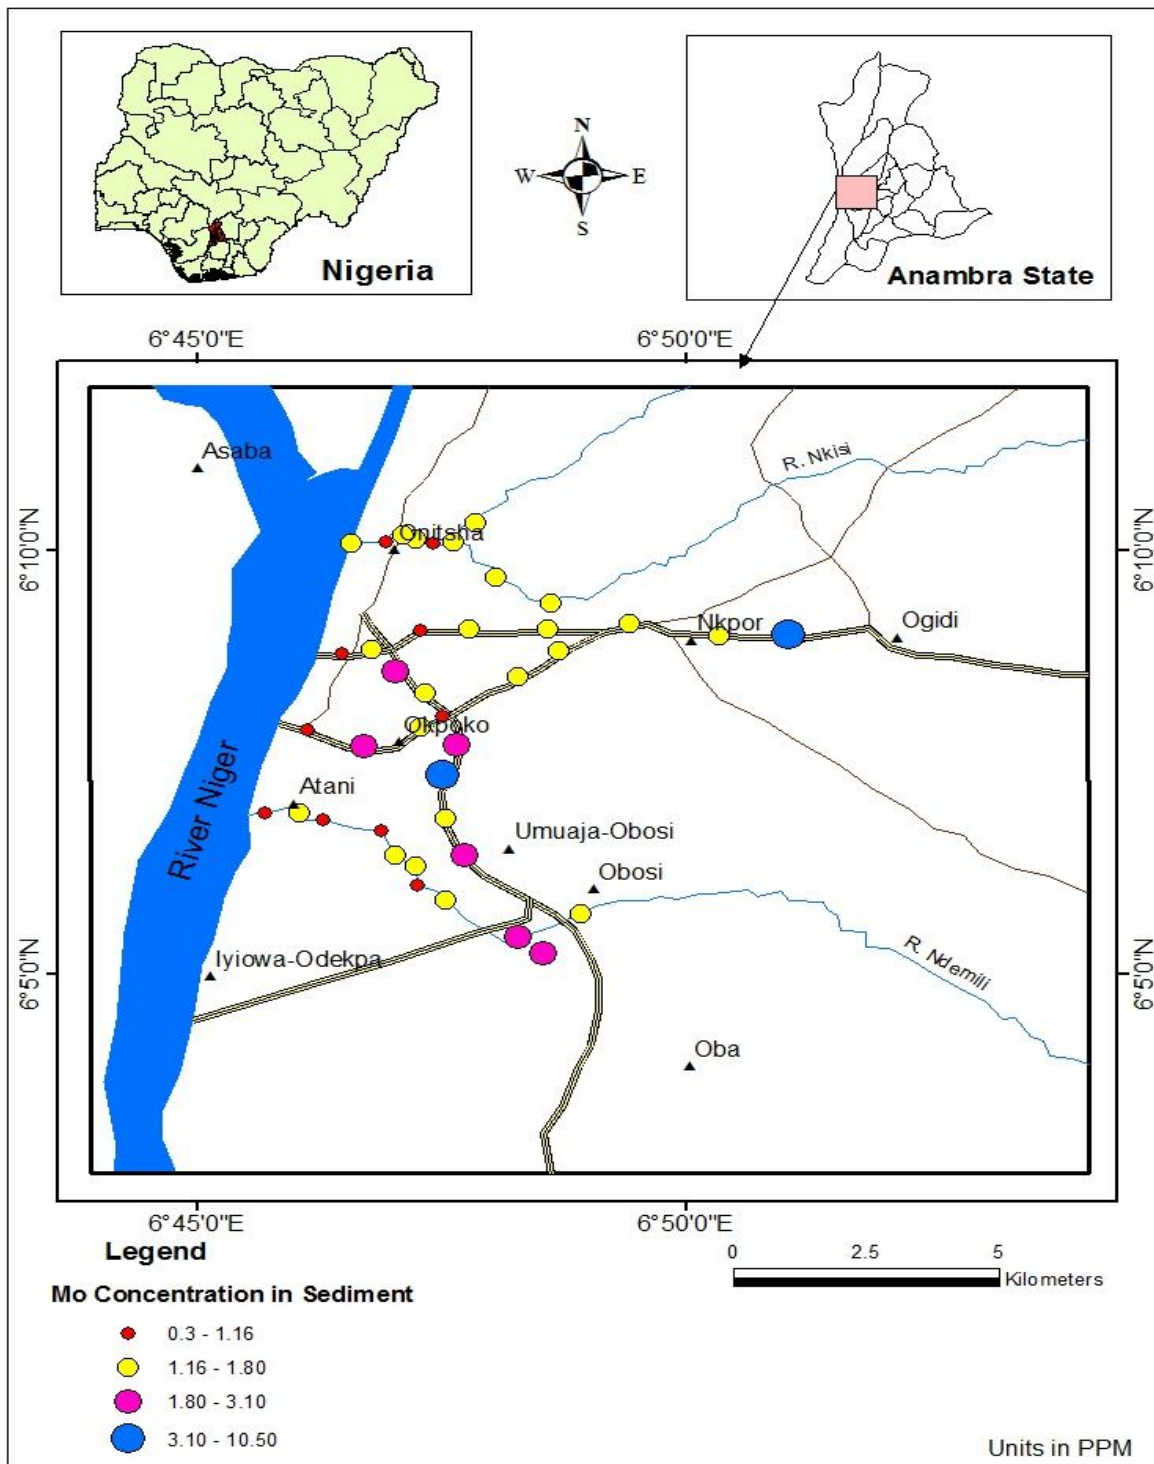 N
W E
S
Nigeria
Anambra State
6°45'0"E 6°50'0"E
Asaba
R. Nkisi
Onitsha
6°10'0"N 6°10'0"N
Nkpor
Ogidi
Okpoko
River Niger
Atani
Umuaja-Obosi
Obosi
Iyiowa-Odekpa
R. Ndemili
6°5'0"N 6°5'0"N
Oba
6°45'0"E 6°50'0"E
Legend
0 2.5 5
Kilometers
Mo Concentration in Sediment
0.3 - 1.16
1.16 - 1.80
1.80 - 3.10
3.10 - 10.50
Units in PPM